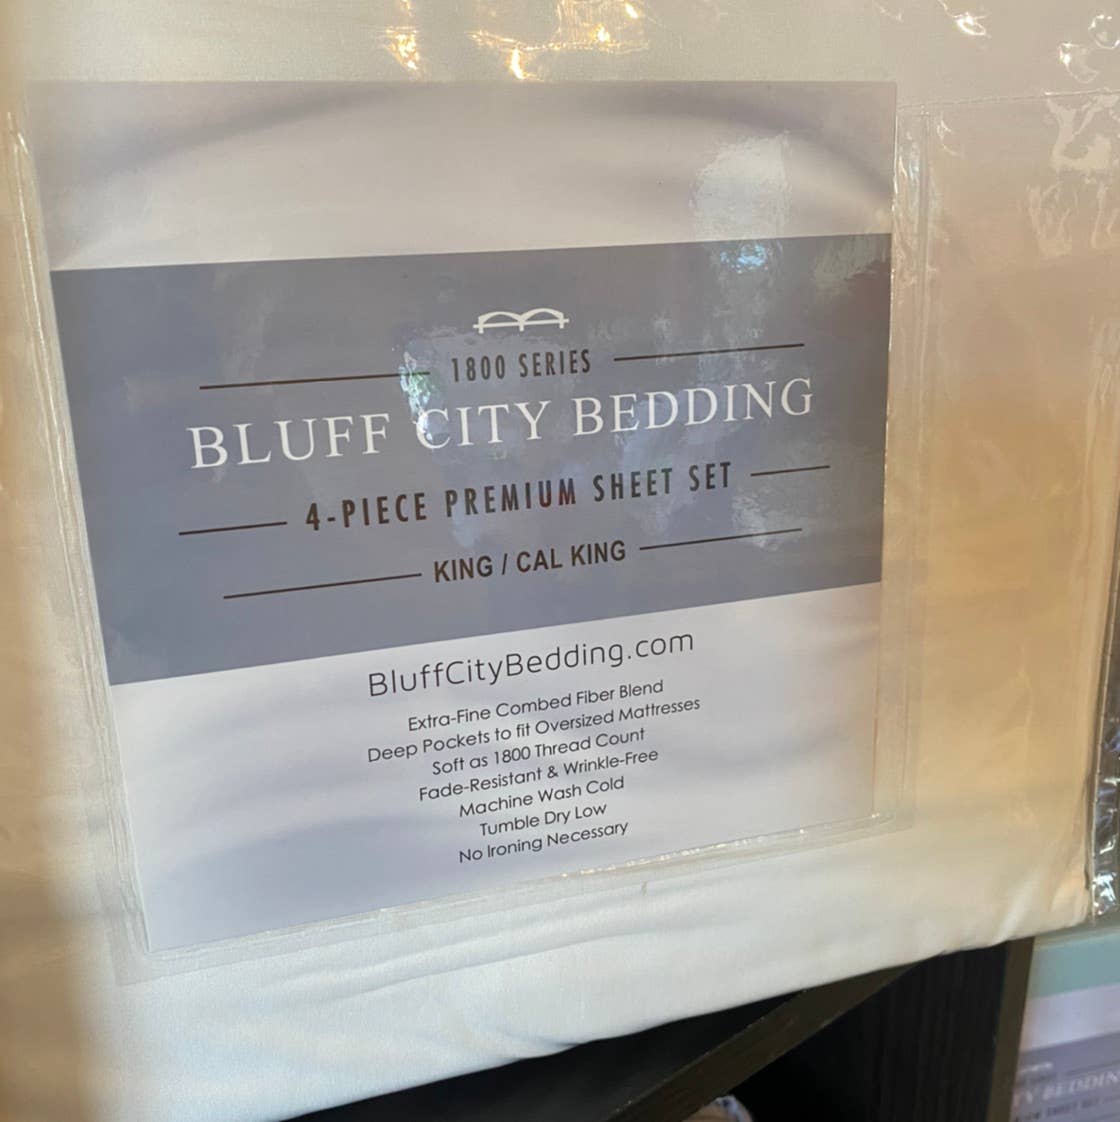 1800 SERIES
BLUFF CITY BEDDING
4-PIECE PREMIUM SHEET SET
KING / CAL KING
BluffCityBedding.com
Extra-Fine Combed Fiber Blend
Deep Pockets to fit Oversized Mattresses
Soft as 1800 Thread Count
Fade-Resistant & Wrinkle-Free
Machine Wash Cold
Tumble Dry Low
No Ironing Necessary